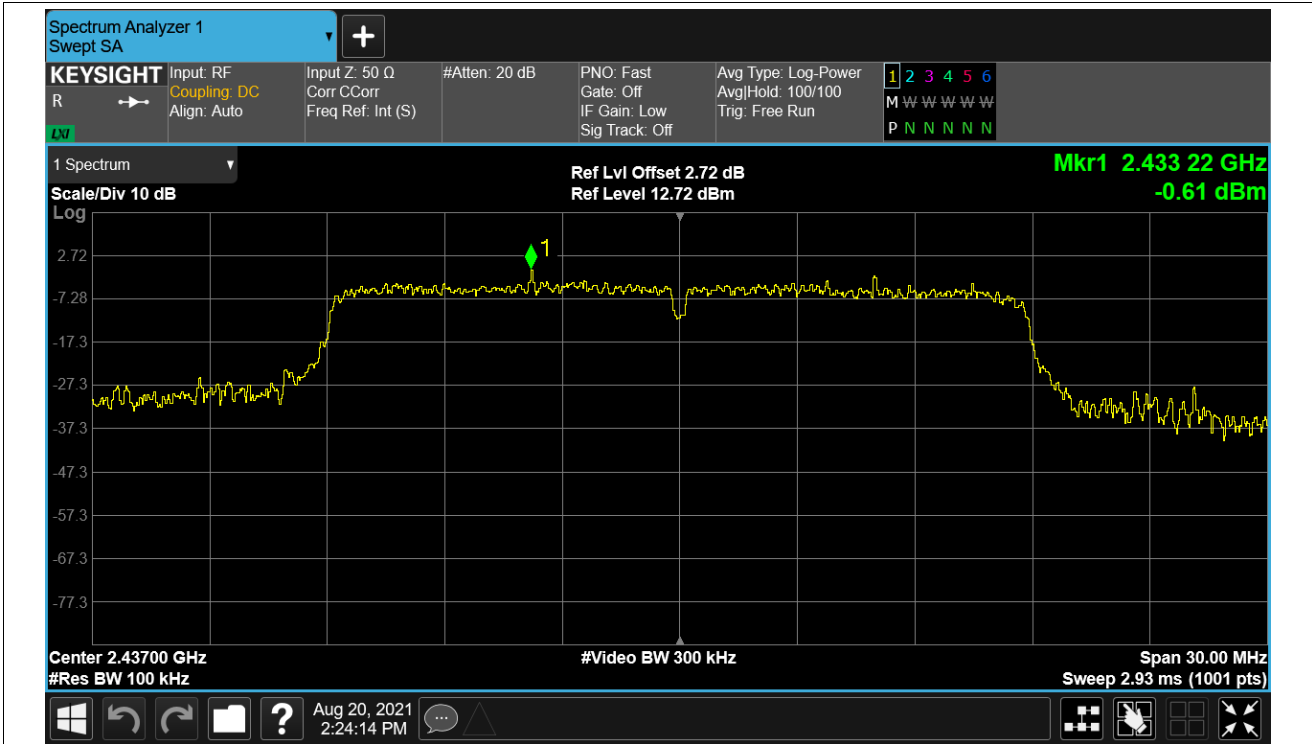 Spectrum Analyzer 1
Swept SA
KEYSIGHT
R
LXI
Input: RF
Coupling: DC
Align: Auto
Input Z: 50 Ω
Corr CCorr
Freq Ref: Int (S)
#Atten: 20 dB
PNO: Fast
Gate: Off
IF Gain: Low
Sig Track: Off
Avg Type: Log-Power
Avg|Hold: 100/100
Trig: Free Run
1 2 3 4 5 6
M W W W W W
P N N N N N
1 Spectrum
Scale/Div 10 dB
Log
Ref Lvl Offset 2.72 dB
Ref Level 12.72 dBm
Mkr1 2.433 22 GHz
-0.61 dBm
1
2.72
-7.28
-17.3
-27.3
-37.3
-47.3
-57.3
-67.3
-77.3
Center 2.43700 GHz
#Res BW 100 kHz
#Video BW 300 kHz
Span 30.00 MHz
Sweep 2.93 ms (1001 pts)
?
Aug 20, 2021
2:24:14 PM